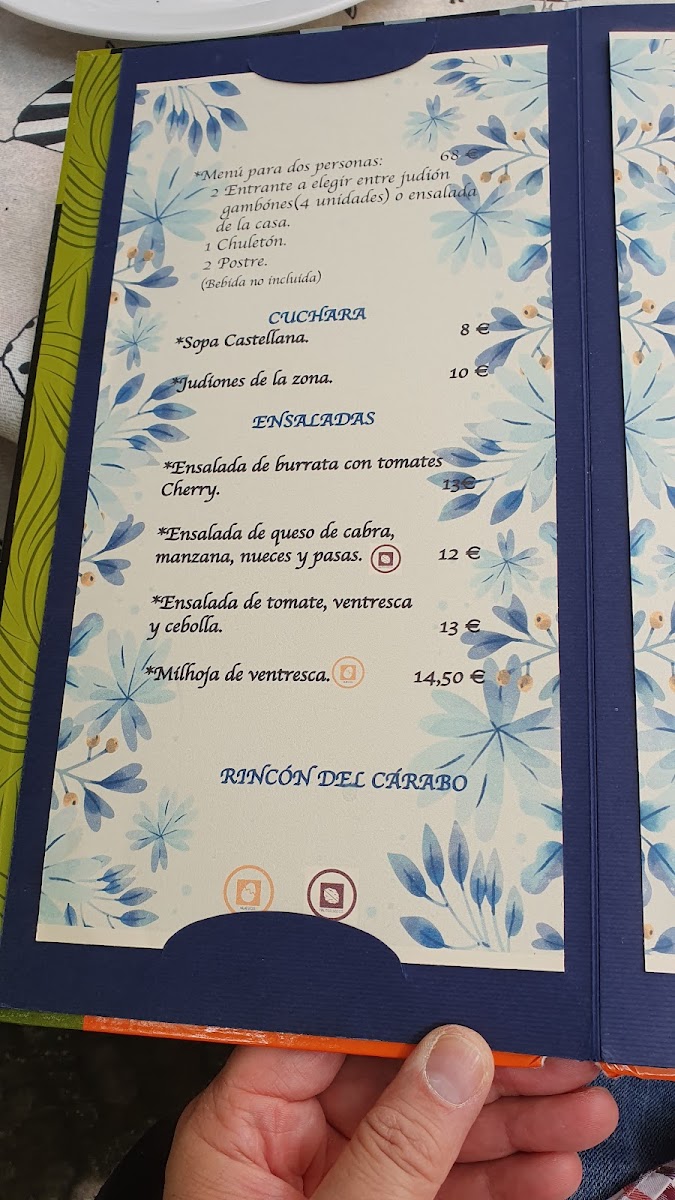 *Menú para dos personas: 68 €
2 Entrante a elegir entre judión
gambónes(4 unidades) o ensalada
de la casa.
1 Chuletón.
2 Postre.
(Bebida no incluida)
CUCHARA
*Sopa Castellana. 8 €
*Judiones de la zona. 10 €
ENSALADAS
*Ensalada de burrata con tomates
Cherry. 13€
*Ensalada de queso de cabra,
manzana, nueces y pasas. 12 €
*Ensalada de tomate, ventresca
y cebolla. 13 €
*Milhoja de ventresca. 14,50 €
RINCÓN DEL CÁRABO